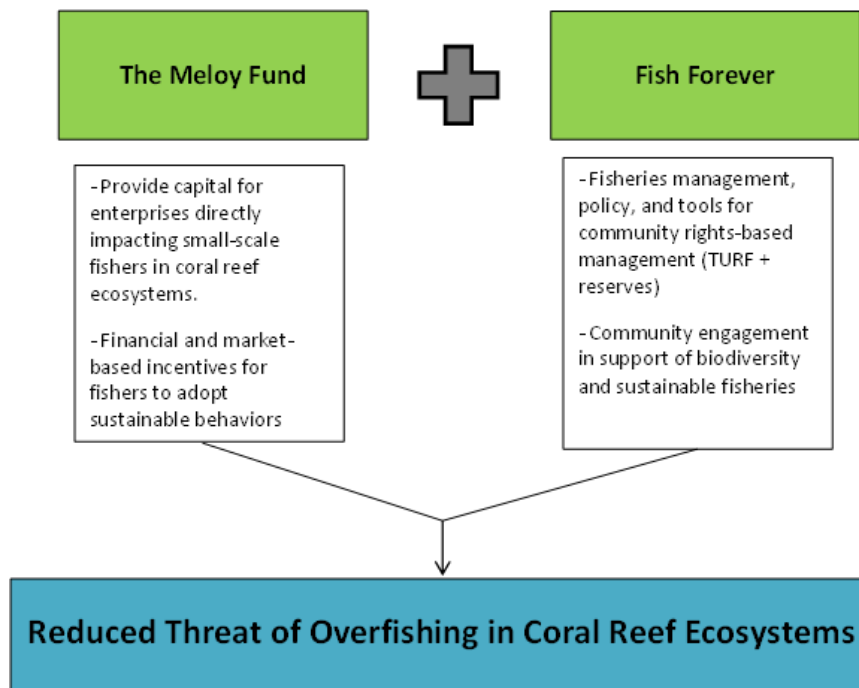 The Meloy Fund
Fish Forever
-Provide capital for
enterprises directly
impacting small-scale
fishers in coral reef
ecosystems.
-Financial and market-
based incentives for
fishers to adopt
sustainable behaviors
-Fisheries management,
policy, and tools for
community rights-based
management (TURF +
reserves)
-Community engagement
in support of biodiversity
and sustainable fisheries
Reduced Threat of Overfishing in Coral Reef Ecosystems